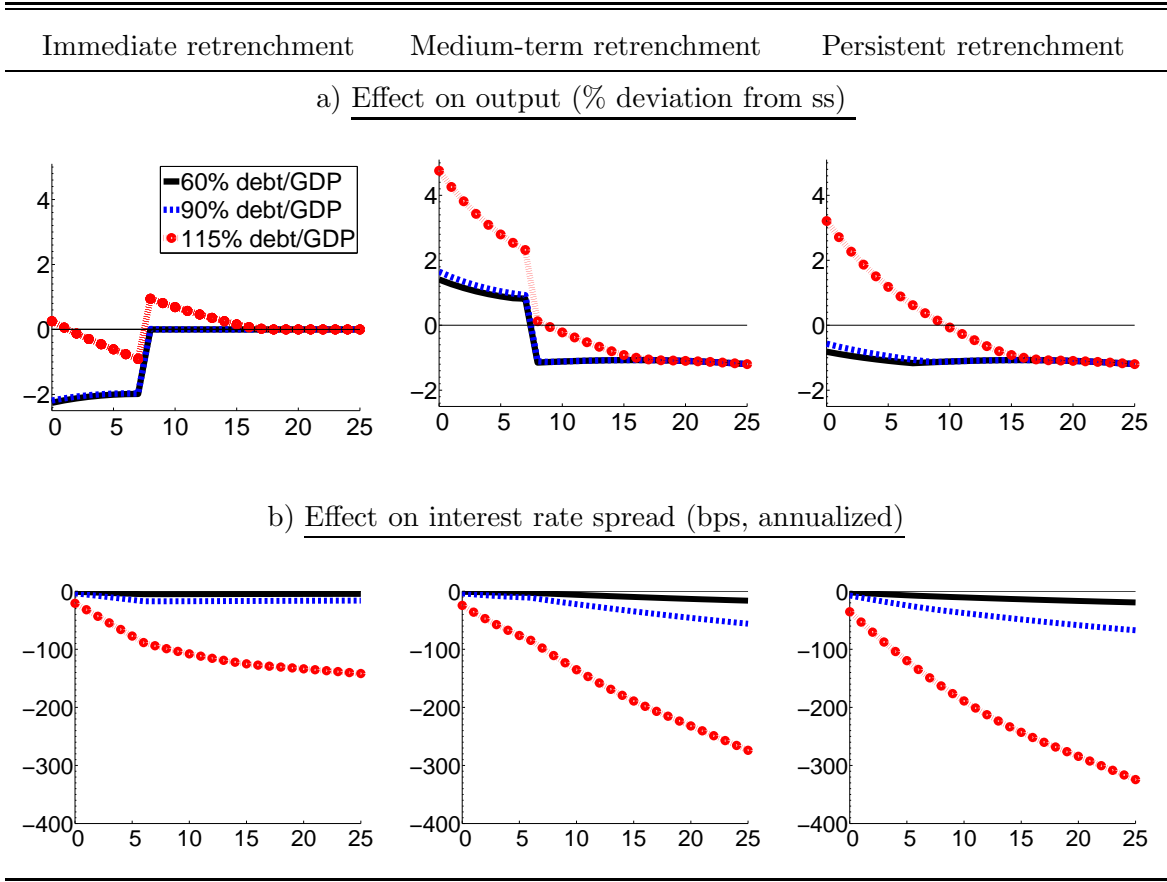 Immediate retrenchment Medium-term retrenchment Persistent retrenchment
a) Effect on output (% deviation from ss)
60% debt/GDP
90% debt/GDP
115% debt/GDP
4
2
0
−2
0 5 10 15 20 25
4
2
0
−2
0 5 10 15 20 25
4
2
0
−2
0 5 10 15 20 25
b) Effect on interest rate spread (bps, annualized)
0
−100
−200
−300
−400
0 5 10 15 20 25
0
−100
−200
−300
−400
0 5 10 15 20 25
0
−100
−200
−300
−400
0 5 10 15 20 25